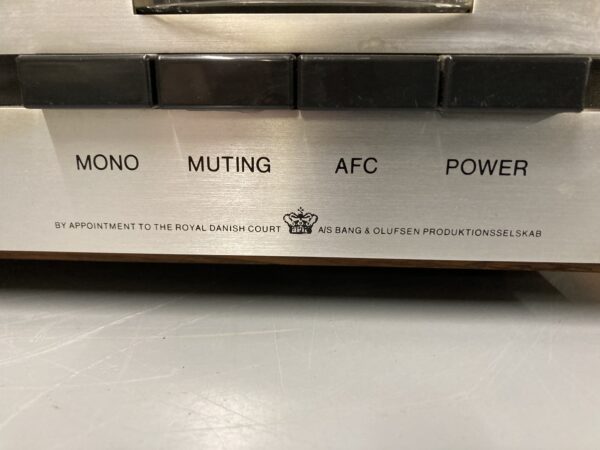 MONO MUTING AFC POWER
BY APPOINTMENT TO THE ROYAL DANISH COURT A/S BANG & OLUFSEN PRODUKTIONSSELSKAB